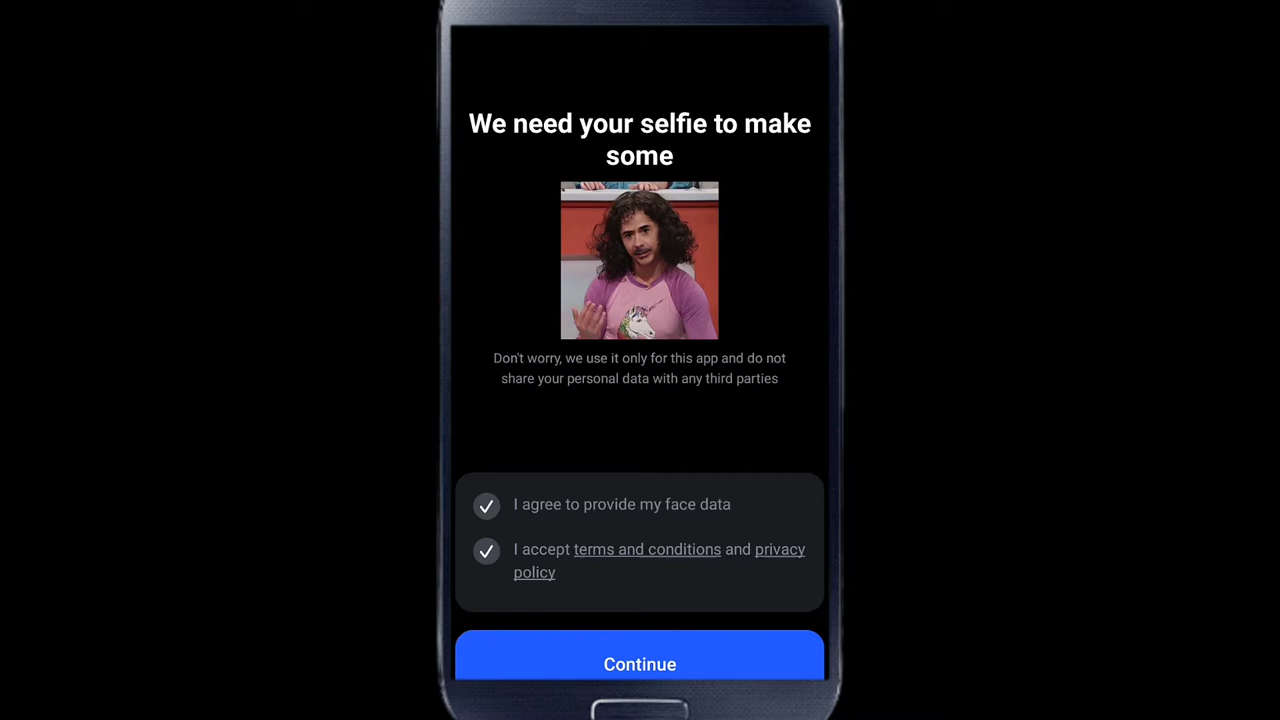 We need your selfie to make
some
Don't worry, we use it only for this app and do not
share your personal data with any third parties
I agree to provide my face data
I accept terms and conditions and privacy
policy
Continue